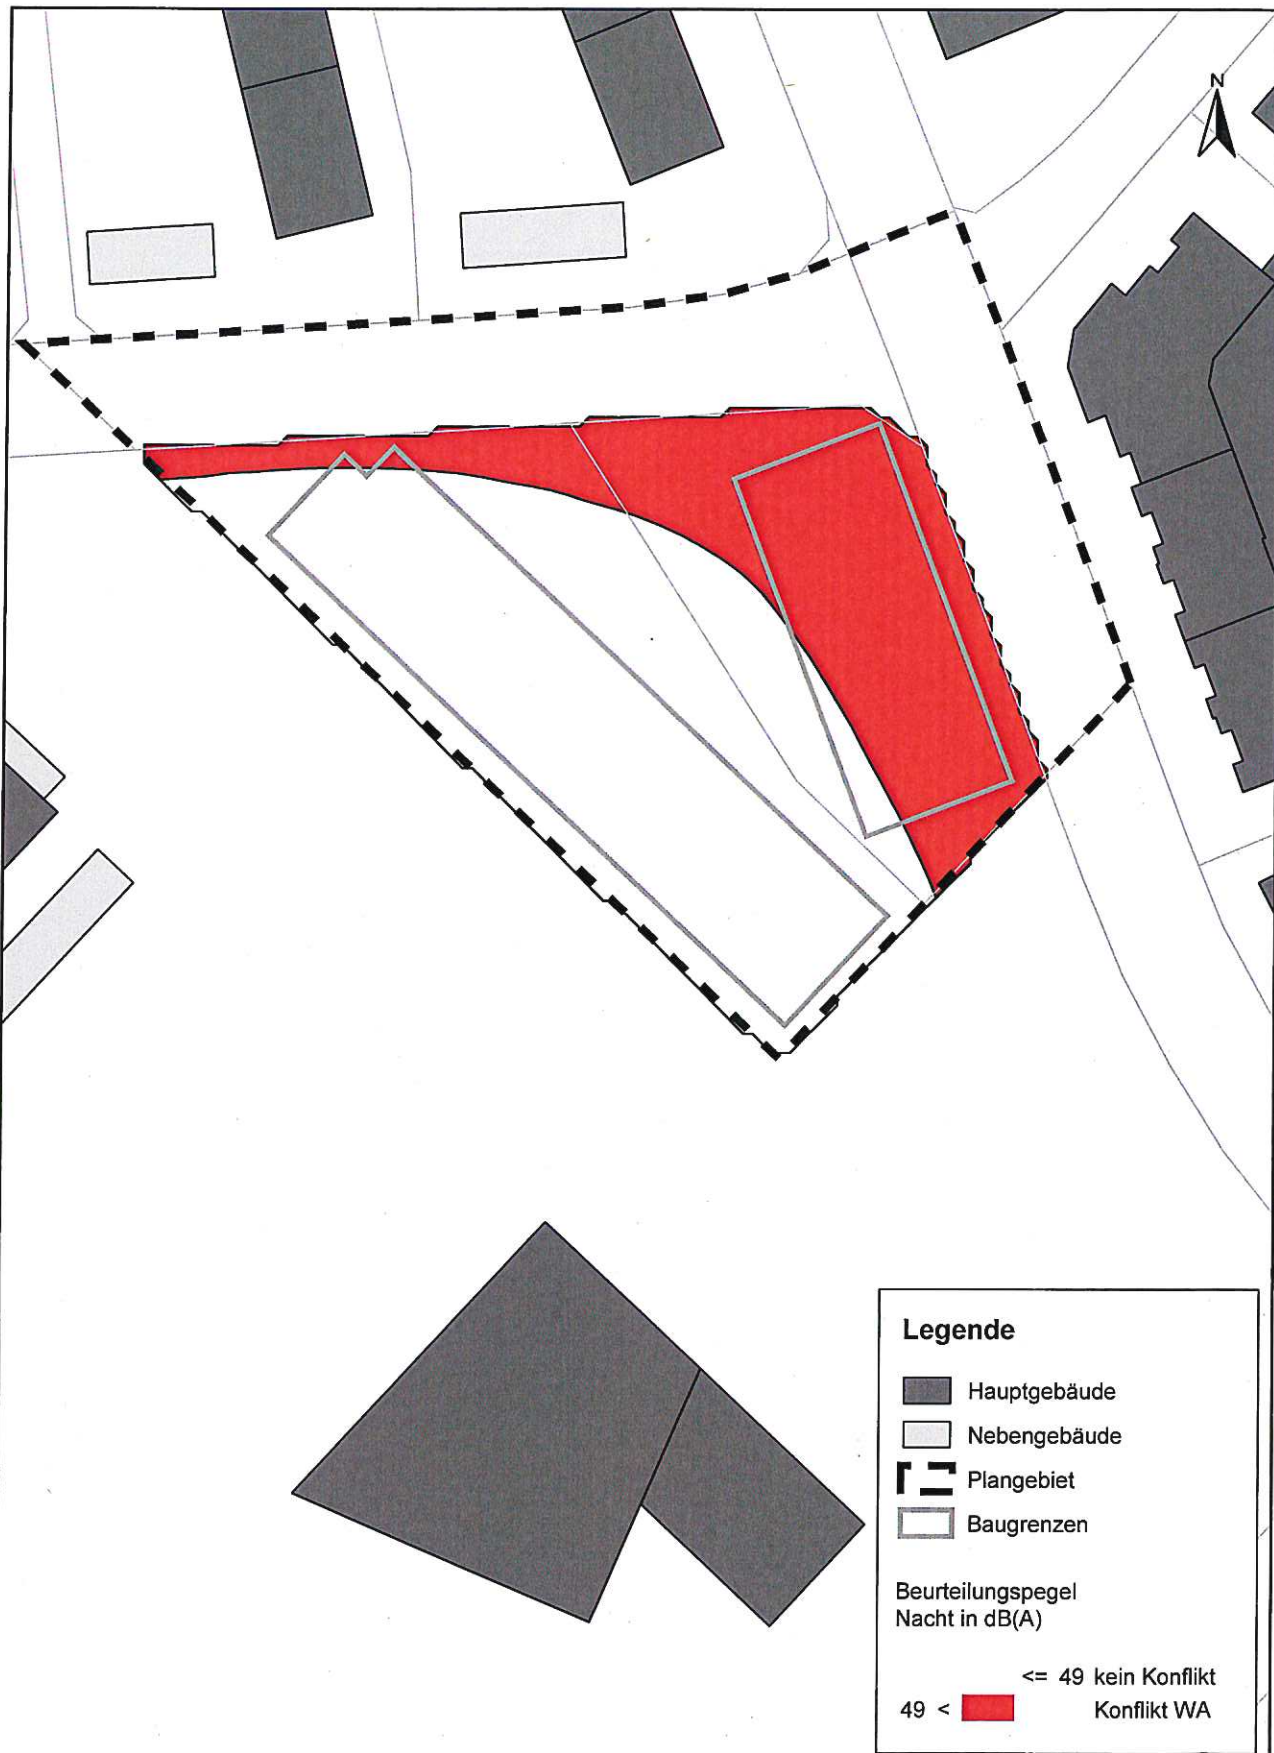 N
Legende
Hauptgebäude
Nebengebäude
Plangebiet
Baugrenzen
Beurteilungspegel
Nacht in dB(A)
<= 49 kein Konflikt
49 < Konflikt WA